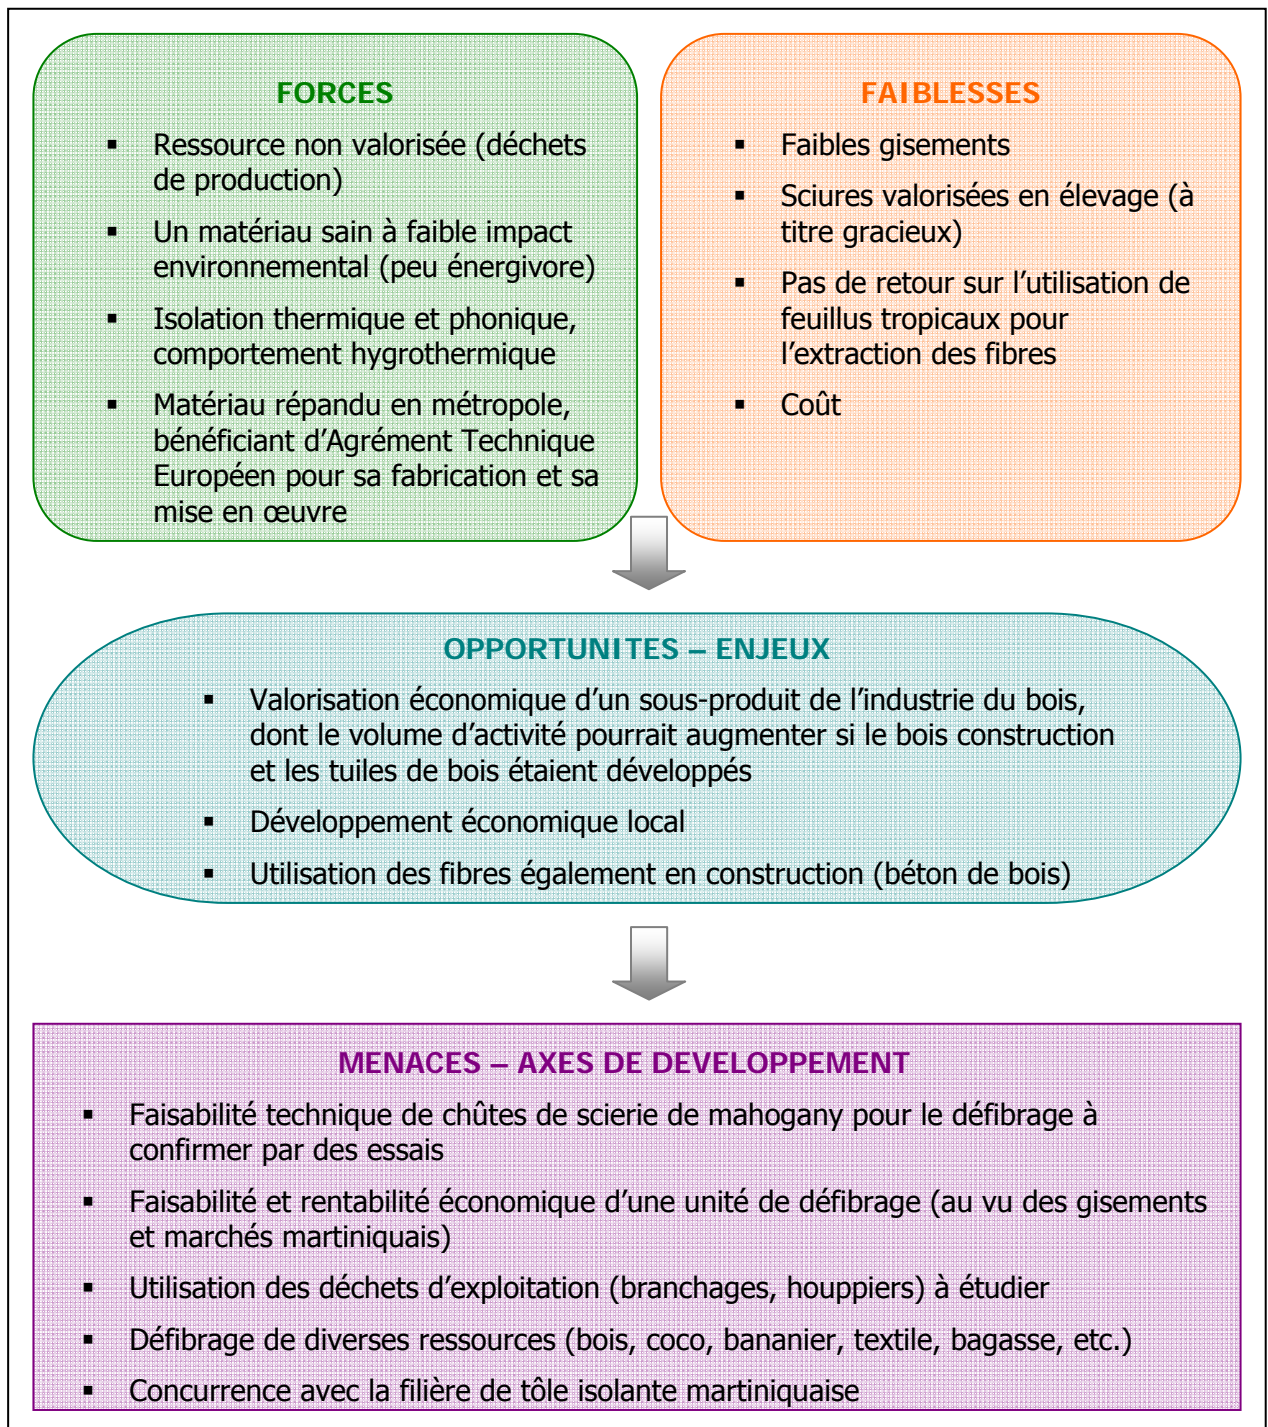 FORCES
▪ Ressource non valorisée (déchets
de production)
▪ Un matériau sain à faible impact
environnemental (peu énergivore)
▪ Isolation thermique et phonique,
comportement hygrothermique
▪ Matériau répandu en métropole,
bénéficiant d’Agrément Technique
Européen pour sa fabrication et sa
mise en œuvre
FAIBLESSES
▪ Faibles gisements
▪ Sciures valorisées en élevage (à
titre gracieux)
▪ Pas de retour sur l’utilisation de
feuillus tropicaux pour
l’extraction des fibres
▪ Coût
OPPORTUNITES – ENJEUX
▪ Valorisation économique d’un sous-produit de l’industrie du bois,
dont le volume d’activité pourrait augmenter si le bois construction
et les tuiles de bois étaient développés
▪ Développement économique local
▪ Utilisation des fibres également en construction (béton de bois)
MENACES – AXES DE DEVELOPPEMENT
▪ Faisabilité technique de chûtes de scierie de mahogany pour le défibrage à
confirmer par des essais
▪ Faisabilité et rentabilité économique d’une unité de défibrage (au vu des gisements
et marchés martiniquais)
▪ Utilisation des déchets d’exploitation (branchages, houppiers) à étudier
▪ Défibrage de diverses ressources (bois, coco, bananier, textile, bagasse, etc.)
▪ Concurrence avec la filière de tôle isolante martiniquaise